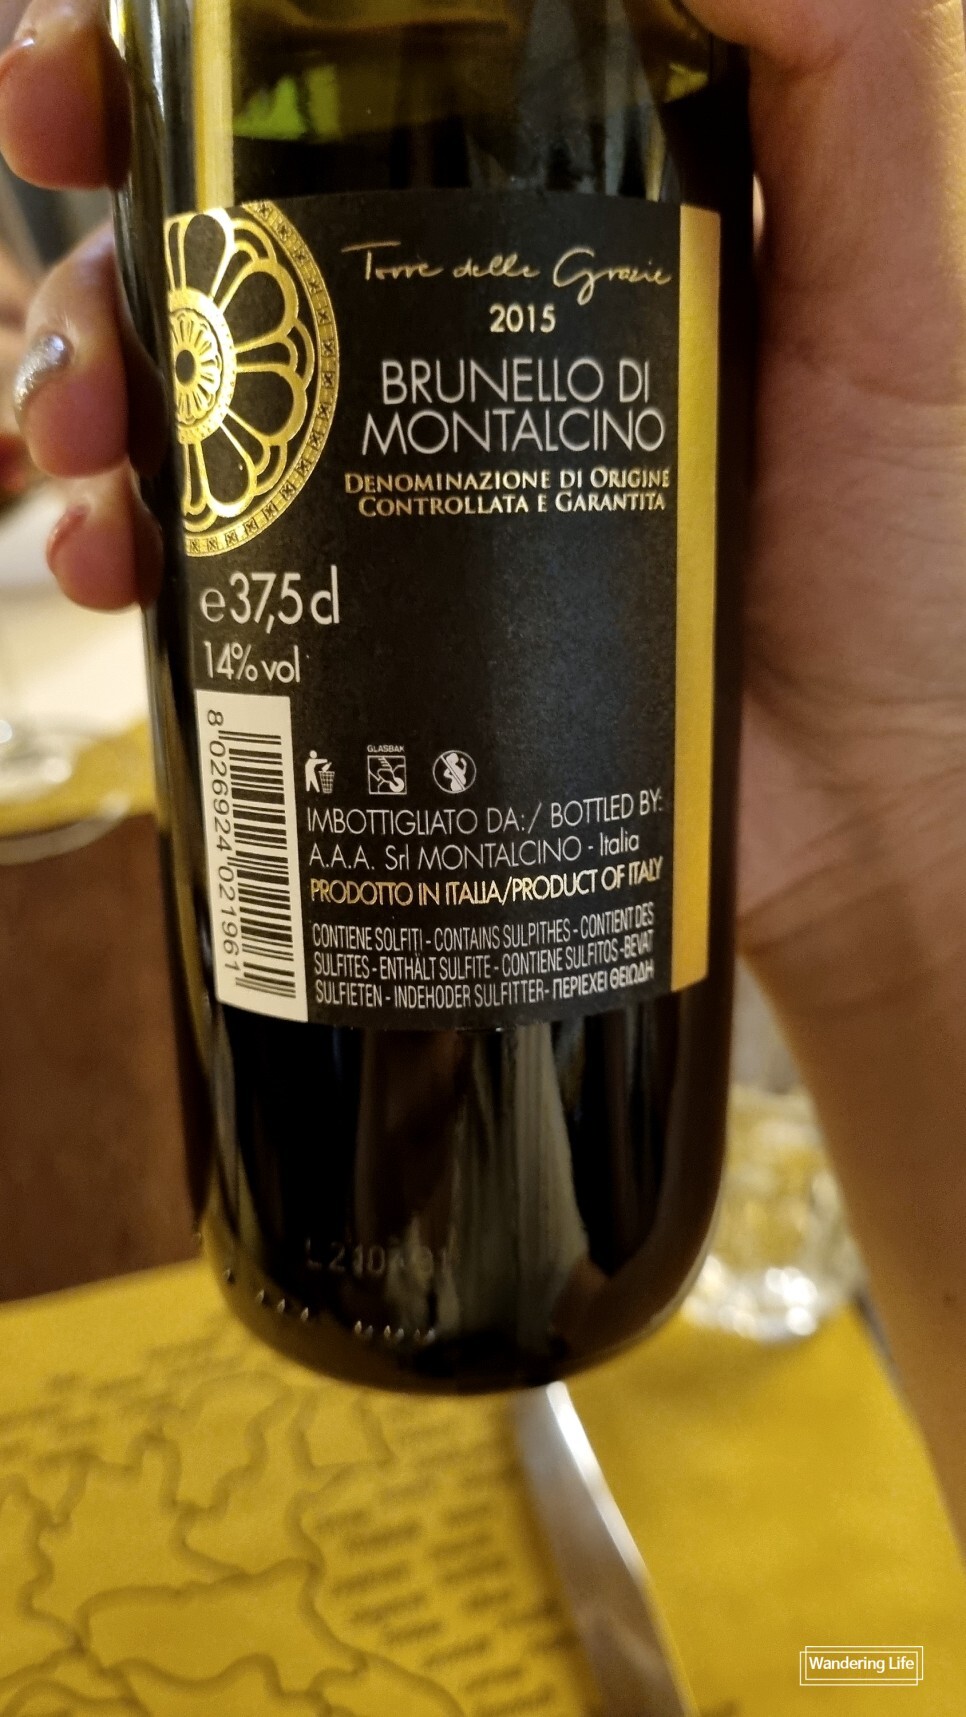 Torre delle Grazie
2015
BRUNELLO DI
MONTALCINO
DENOMINAZIONE DI ORIGINE
CONTROLLATA E GARANTITA
e 37,5 cl
14% vol
8 026924 021961
GLASBAK
IMBOTTIGLIATO DA:/ BOTTLED BY:
A.A.A. Srl MONTALCINO - Italia
PRODOTTO IN ITALIA/PRODUCT OF ITALY
CONTIENE SOLFITI - CONTAINS SULPITHES - CONTIENT DES
SULFITES - ENTHÄLT SULFITE - CONTIENE SULFITOS -BEVAT
SULFIETEN - INDEHODER SULFITTER- ΠΕΡΙΕΧΕΙ ΘΕΙΩΔΗ
Wandering Life